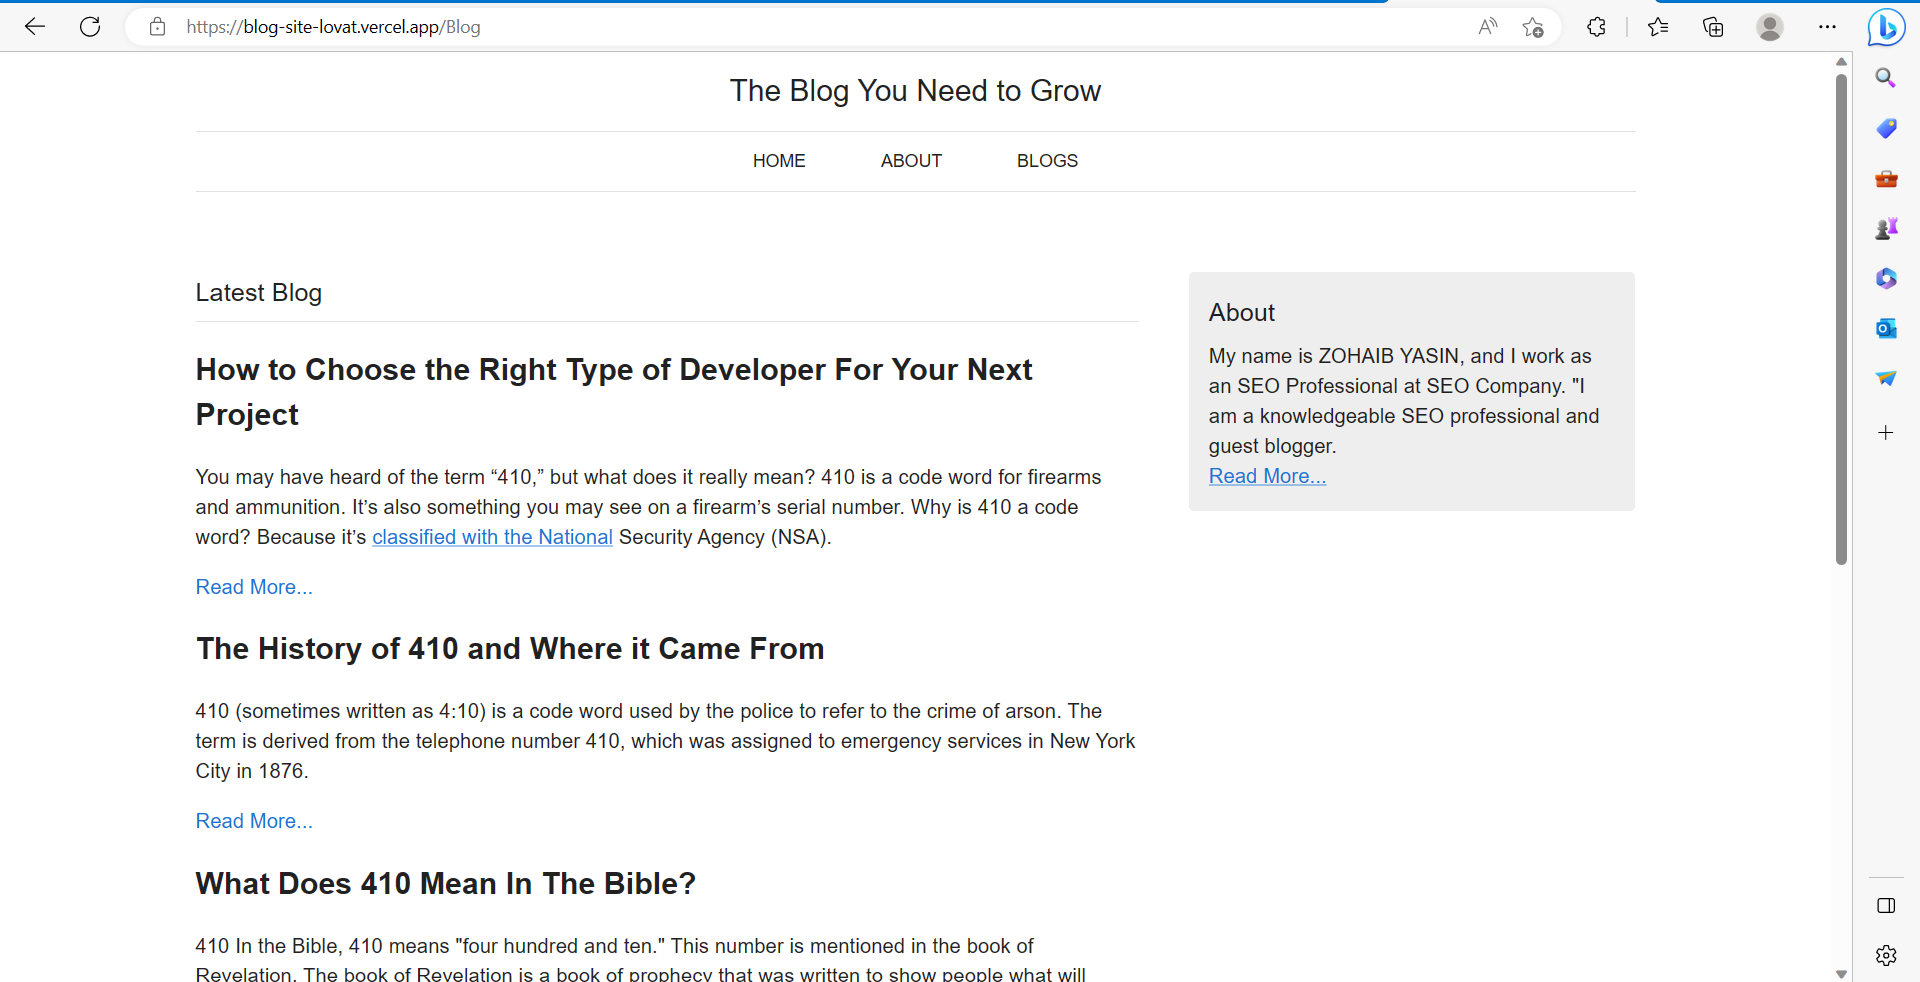 https://blog-site-lovat.vercel.app/Blog
The Blog You Need to Grow
HOME ABOUT BLOGS
Latest Blog
How to Choose the Right Type of Developer For Your Next
Project
You may have heard of the term “410,” but what does it really mean? 410 is a code word for firearms
and ammunition. It’s also something you may see on a firearm’s serial number. Why is 410 a code
word? Because it’s classified with the National Security Agency (NSA).
Read More...
The History of 410 and Where it Came From
410 (sometimes written as 4:10) is a code word used by the police to refer to the crime of arson. The
term is derived from the telephone number 410, which was assigned to emergency services in New York
City in 1876.
Read More...
What Does 410 Mean In The Bible?
410 In the Bible, 410 means "four hundred and ten." This number is mentioned in the book of
Revelation. The book of Revelation is a book of prophecy that was written to show people what will
About
My name is ZOHAIB YASIN, and I work as
an SEO Professional at SEO Company. "I
am a knowledgeable SEO professional and
guest blogger.
Read More...